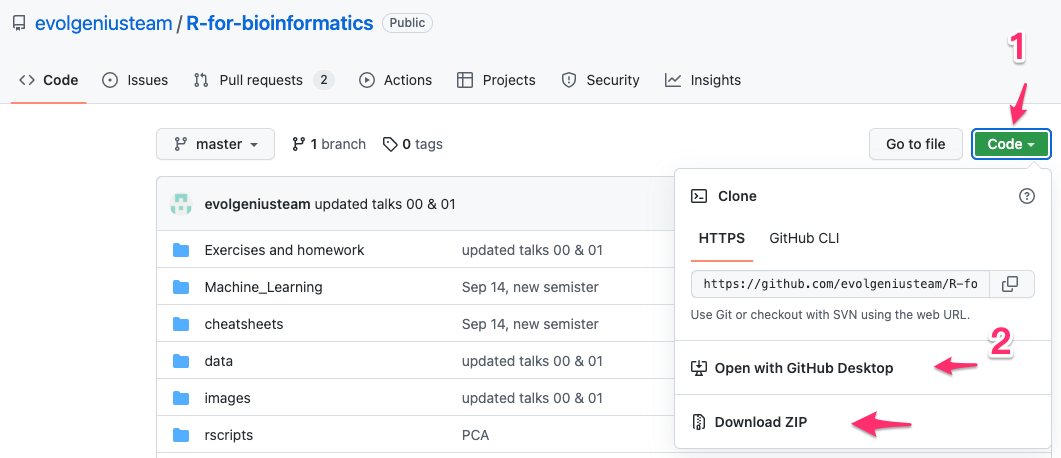 evolgeniusteam / R-for-bioinformatics Public
1
Code Issues Pull requests 2 Actions Projects Security Insights
master 1 branch 0 tags Go to file Code
evolgeniusteam updated talks 00 & 01
Clone
Exercises and homework updated talks 00 & 01
HTTPS GitHub CLI
Machine_Learning Sep 14, new semister
https://github.com/evolgeniusteam/R-fo
cheatsheets Sep 14, new semister
Use Git or checkout with SVN using the web URL.
data updated talks 00 & 01
2
Open with GitHub Desktop
images updated talks 00 & 01
Download ZIP
rscripts PCA